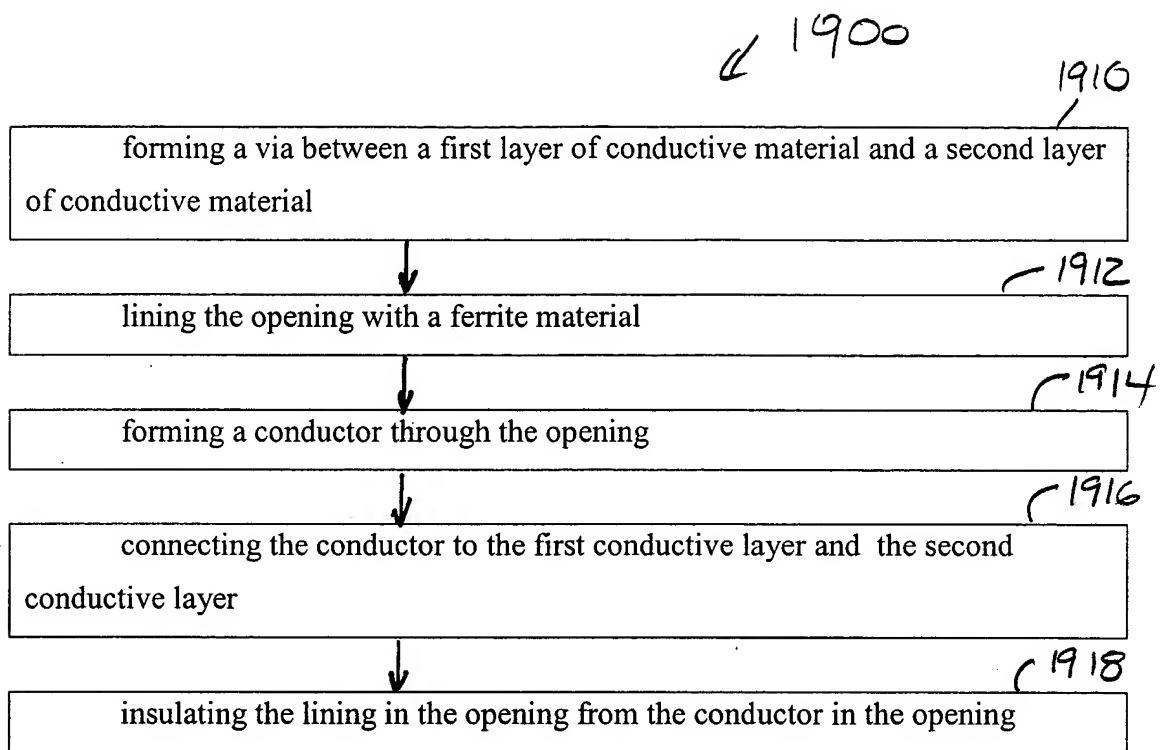 1900
1910
forming a via between a first layer of conductive material and a second layer
of conductive material
1912
lining the opening with a ferrite material
1914
forming a conductor through the opening
1916
connecting the conductor to the first conductive layer and the second
conductive layer
1918
insulating the lining in the opening from the conductor in the opening